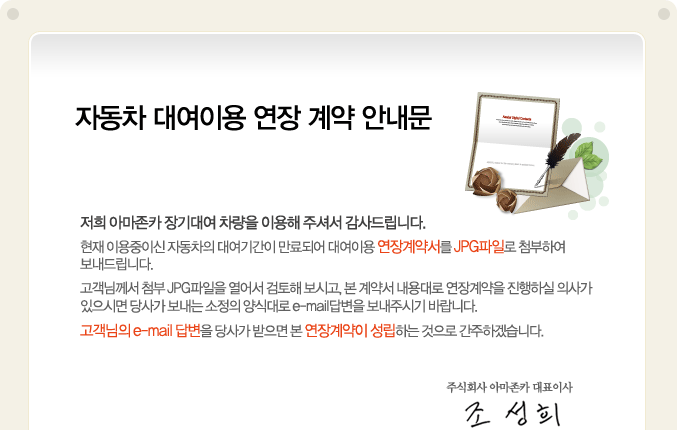 자동차 대여이용 연장 계약 안내문
저희 아마존카 장기대여 차량을 이용해 주셔서 감사드립니다.
현재 이용중이신 자동차의 대여기간이 만료되어 대여이용 연장계약서를 JPG파일로 첨부하여
보내드립니다.
고객님께서 첨부 JPG파일을 열어서 검토해 보시고, 본 계약서 내용대로 연장계약을 진행하실 의사가
있으시면 당사가 보내는 소정의 양식대로 e-mail답변을 보내주시기 바랍니다.
고객님의 e-mail 답변을 당사가 받으면 본 연장계약이 성립하는 것으로 간주하겠습니다.
주식회사 아마존카 대표이사
조 성 희